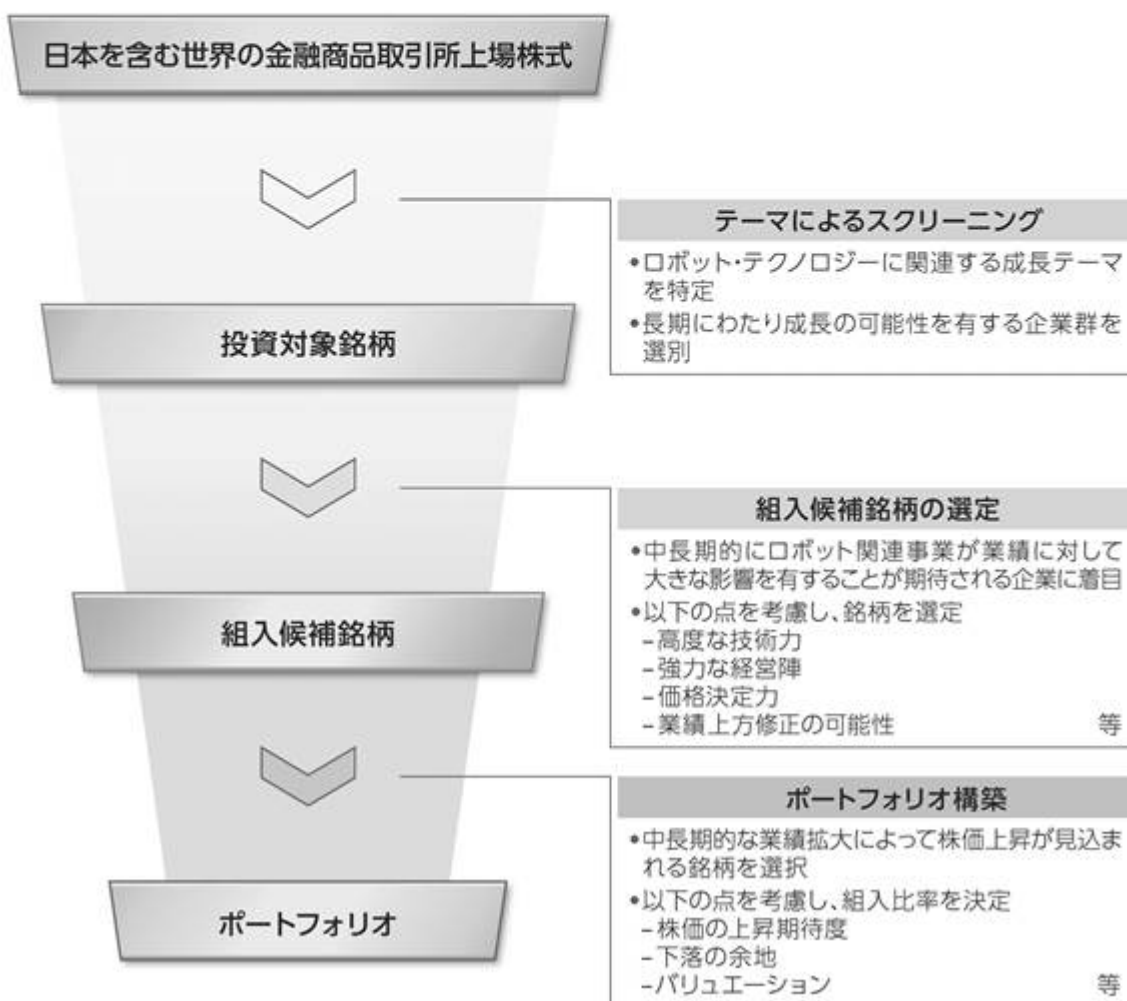 日本を含む世界の金融商品取引所上場株式
テーマによるスクリーニング
•ロボット・テクノロジーに関連する成長テーマ
を特定
•長期にわたり成長の可能性を有する企業群を
選別
投資対象銘柄
組入候補銘柄の選定
•中長期的にロボット関連事業が業績に対して
大きな影響を有することが期待される企業に着目
•以下の点を考慮し、銘柄を選定
–高度な技術力
–強力な経営陣
–価格決定力
–業績上方修正の可能性 等
組入候補銘柄
ポートフォリオ構築
•中長期的な業績拡大によって株価上昇が見込ま
れる銘柄を選択
•以下の点を考慮し、組入比率を決定
–株価の上昇期待度
–下落の余地
–バリュエーション 等
ポートフォリオ